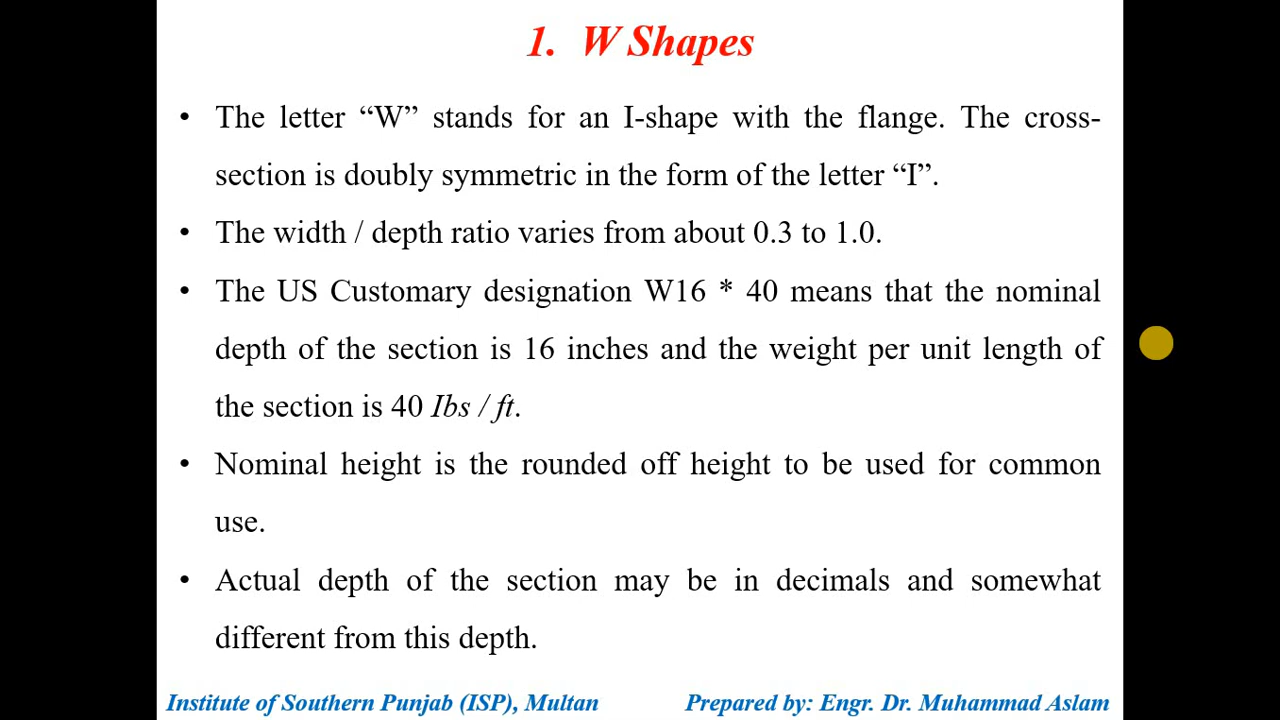 1. W Shapes
• The letter “W” stands for an I-shape with the flange. The cross-
section is doubly symmetric in the form of the letter “I”.
• The width / depth ratio varies from about 0.3 to 1.0.
• The US Customary designation W16 * 40 means that the nominal
depth of the section is 16 inches and the weight per unit length of
the section is 40 Ibs / ft.
• Nominal height is the rounded off height to be used for common
use.
• Actual depth of the section may be in decimals and somewhat
different from this depth.
Institute of Southern Punjab (ISP), Multan Prepared by: Engr. Dr. Muhammad Aslam